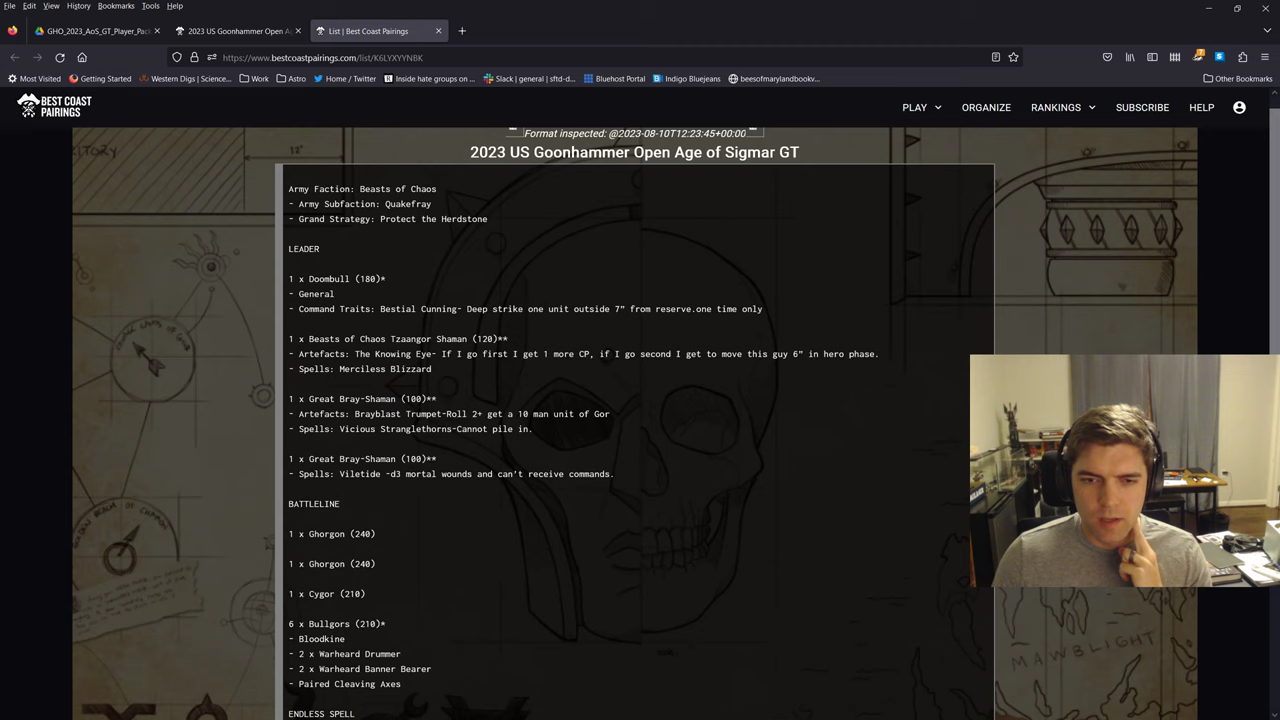 File Edit View History Bookmarks Tools Help
GHO_2023_AoS_GT_Player_Pack
2023 US Goonhammer Open Ag
List | Best Coast Pairings
https://www.bestcoastpairings.com/list/K6LYXYYNBK
Most Visited Getting Started Western Digs | Science... Work Astro Home / Twitter Inside hate groups on ... Slack | general | sftd-d... Bluehost Portal Indigo Bluejeans beesofmarylandbookv... Other Bookmarks
BEST COAST
PAIRINGS
PLAY ORGANIZE RANKINGS SUBSCRIBE HELP
Format inspected: @2023-08-10T12:23:45+00:00
2023 US Goonhammer Open Age of Sigmar GT
Army Faction: Beasts of Chaos
- Army Subfaction: Quakefray
- Grand Strategy: Protect the Herdstone
LEADER
1 x Doombull (180)*
- General
- Command Traits: Bestial Cunning- Deep strike one unit outside 7” from reserve.one time only
1 x Beasts of Chaos Tzaangor Shaman (120)**
- Artefacts: The Knowing Eye- If I go first I get 1 more CP, if I go second I get to move this guy 6” in hero phase.
- Spells: Merciless Blizzard
1 x Great Bray-Shaman (100)**
- Artefacts: Brayblast Trumpet-Roll 2+ get a 10 man unit of Gor
- Spells: Vicious Stranglethorns-Cannot pile in.
1 x Great Bray-Shaman (100)**
- Spells: Viletide -d3 mortal wounds and can’t receive commands.
BATTLELINE
1 x Ghorgon (240)
1 x Ghorgon (240)
1 x Cygor (210)
6 x Bullgors (210)*
- Bloodkine
- 2 x Warheard Drummer
- 2 x Warheard Banner Bearer
- Paired Cleaving Axes
ENDLESS SPELL
MAWBLIGHT